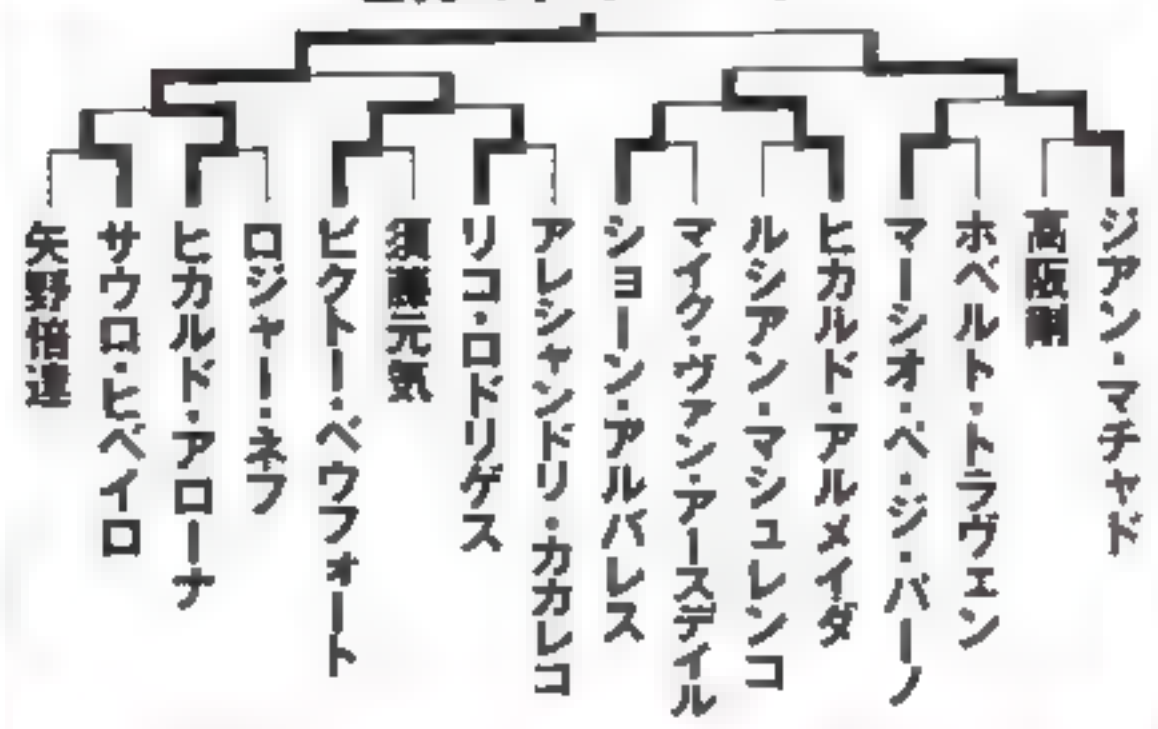 矢野倍達
サウロ・ヒベイロ
ヒカルド・アローナ
ロジャー・ネフ
ビクトー・ベウフォート
須藤元気
リコ・ロドリゲス
アレシャンドリ・カカレコ
ショーン・アルバレス
マイク・ヴァン・アースデイル
ルシアン・マシュレンコ
ヒカルド・アルメイダ
マーシオ・ペ・ジ・パーノ
ホベルト・トラヴェン
高阪剛
ジアン・マチャド